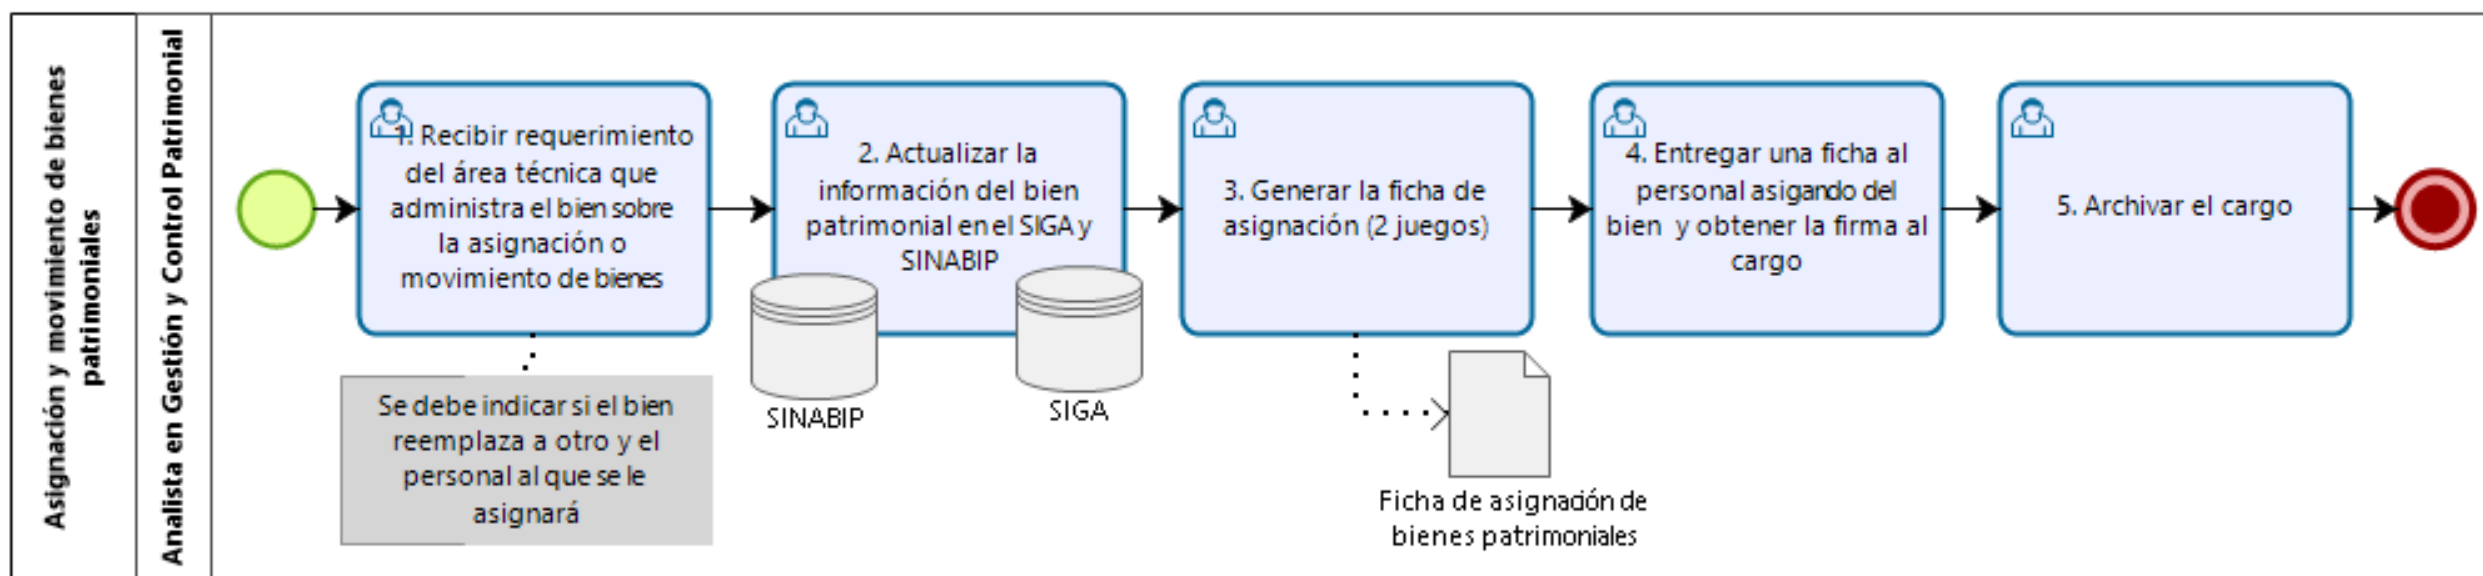 Asignación y movimiento de bienes
patrimoniales
Analista en Gestión y Control Patrimonial
1. Recibir requerimiento
del área técnica que
administra el bien sobre
la asignación o
movimiento de bienes
Se debe indicar si el bien
reemplaza a otro y el
personal al que se le
asignará
2. Actualizar la
información del bien
patrimonial en el SIGA y
SINABIP
SINABIP
SIGA
3. Generar la ficha de
asignación (2 juegos)
Ficha de asignación de
bienes patrimoniales
4. Entregar una ficha al
personal asigando del
bien y obtener la firma al
cargo
5. Archivar el cargo